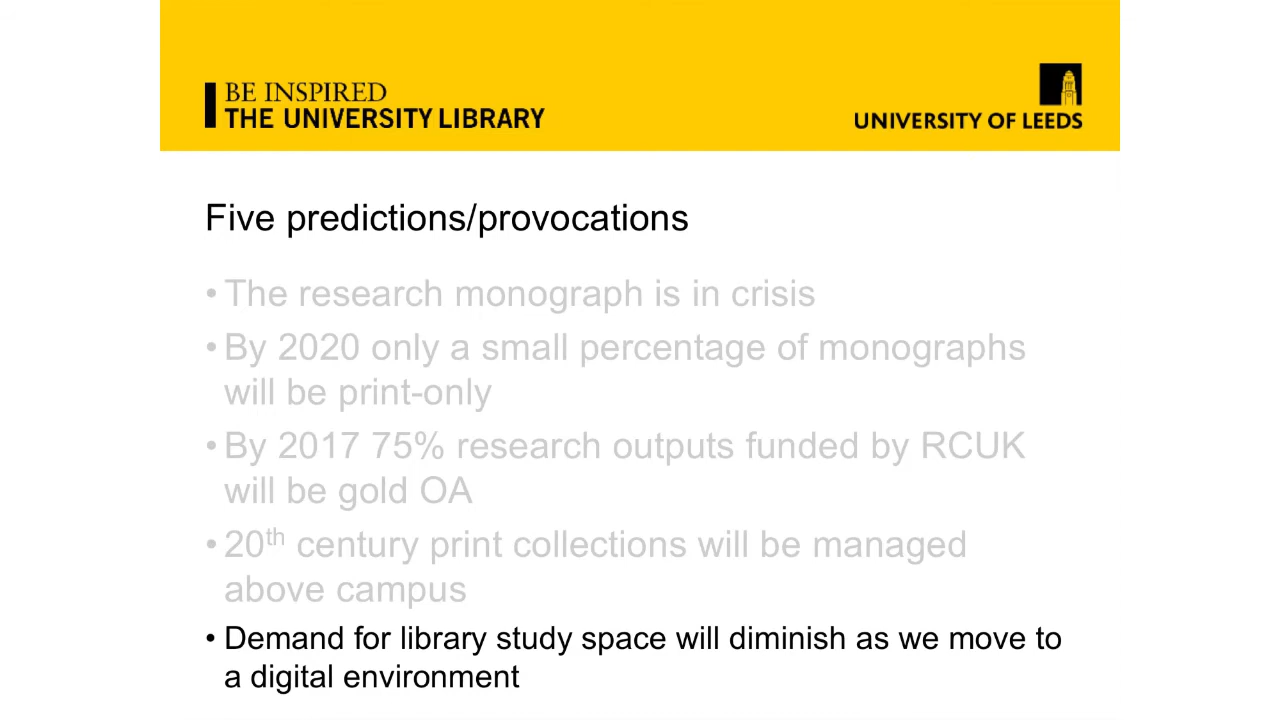 BE INSPIRED
THE UNIVERSITY LIBRARY
UNIVERSITY OF LEEDS
Five predictions/provocations
• The research monograph is in crisis
• By 2020 only a small percentage of monographs
will be print-only
• By 2017 75% research outputs funded by RCUK
will be gold OA
• 20th century print collections will be managed
above campus
• Demand for library study space will diminish as we move to
a digital environment